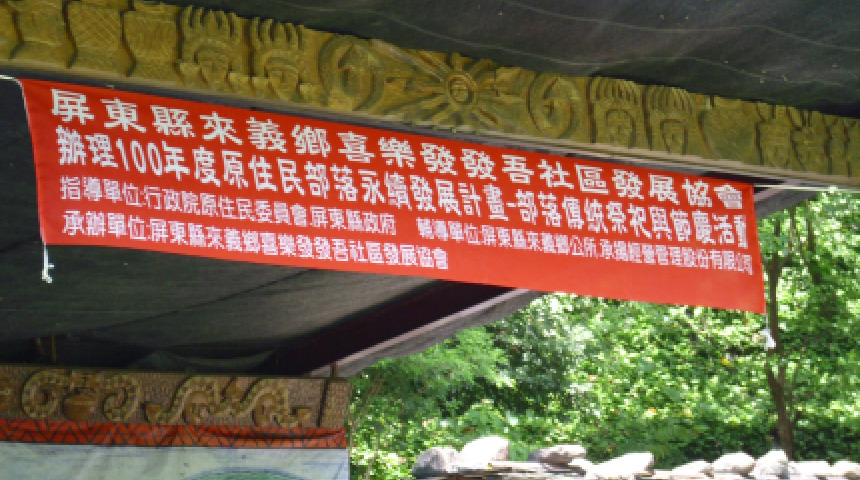 屏東縣來義鄉喜樂發發吾社區發展協會
辦理100年度原住民部落永續發展計畫-部落傳統祭祀與節慶活動
指導單位:行政院原住民委員會.屏東縣政府 輔導單位:屏東縣來義鄉公所.承揚經營管理股份有限公司
承辦單位:屏東縣來義鄉喜樂發發吾社區發展協會